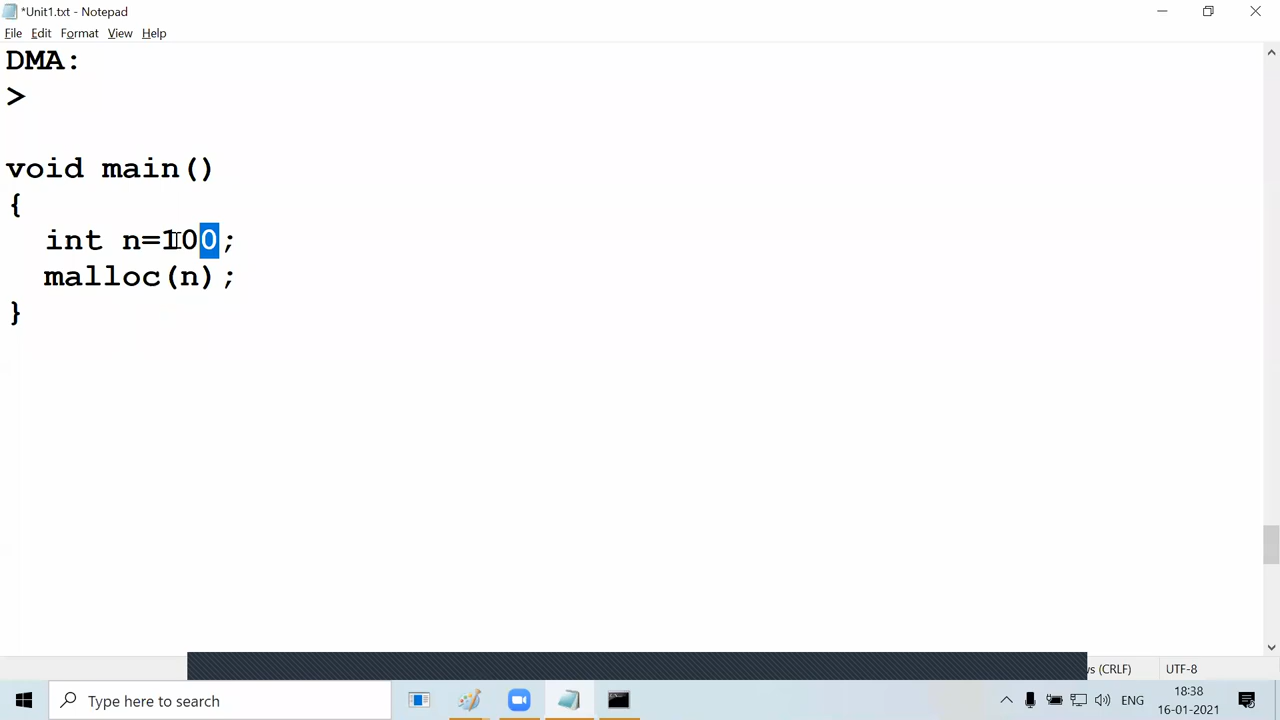 *Unit1.txt - Notepad
File Edit Format View Help
DMA:
>
void main()
{
int n=100;
malloc(n);
}
s (CRLF) UTF-8
Type here to search
ENG
18:38
16-01-2021